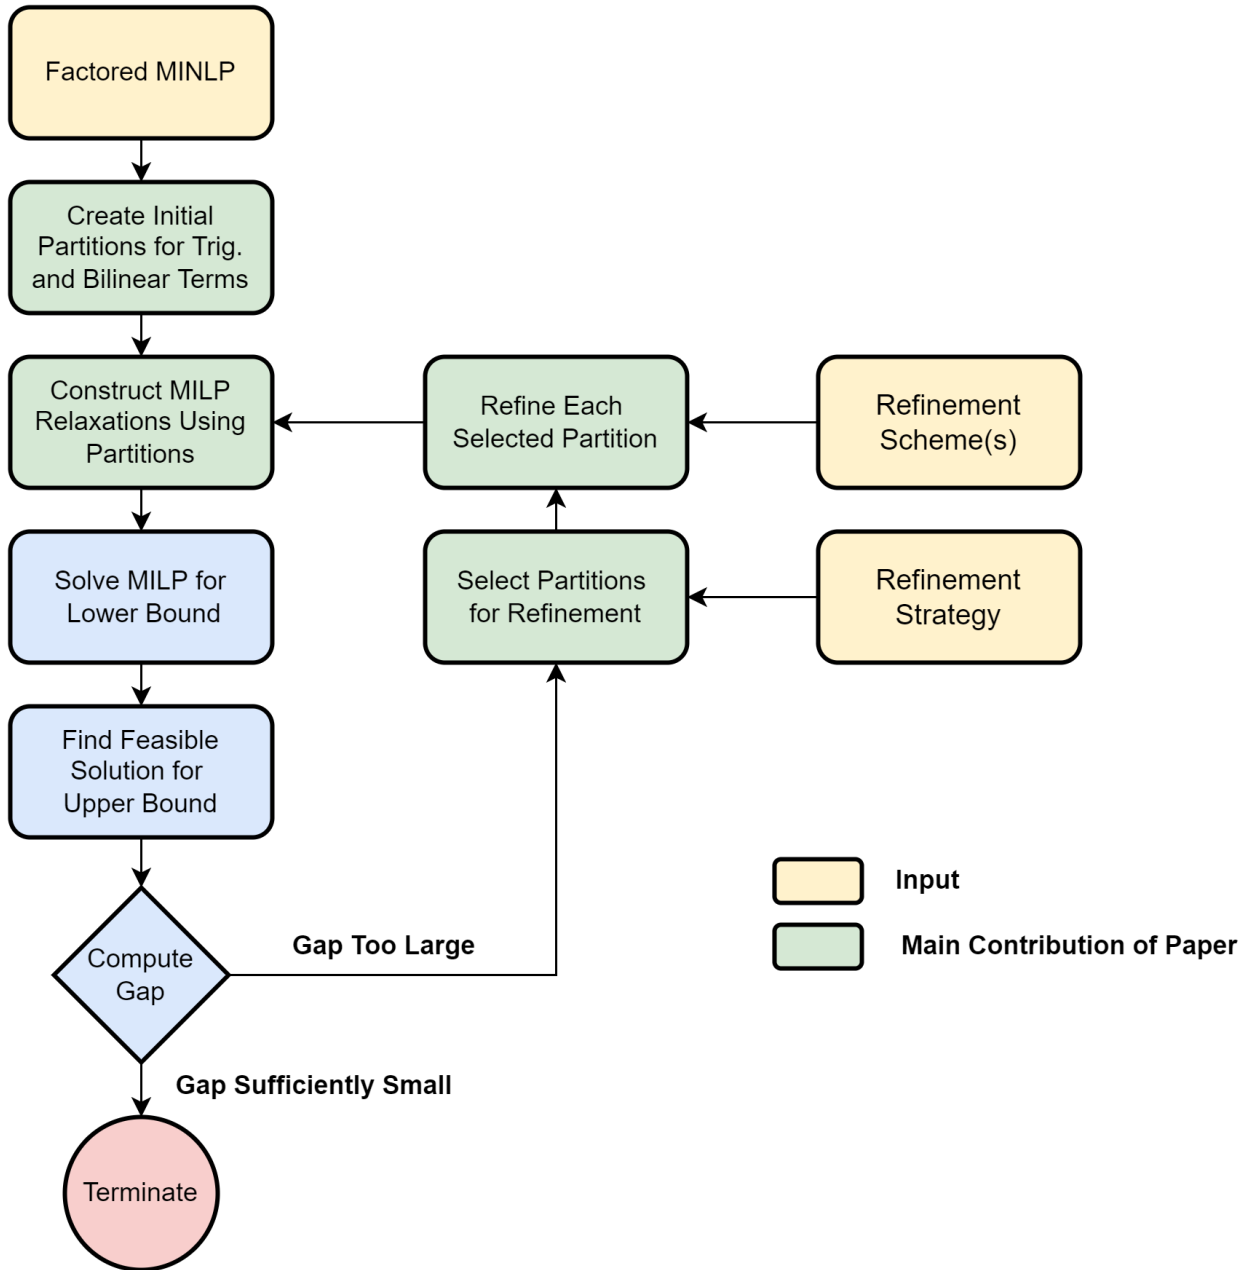 Factored MINLP
Create Initial
Partitions for Trig.
and Bilinear Terms
Construct MILP
Relaxations Using
Partitions
Refine Each
Selected Partition
Refinement
Scheme(s)
Solve MILP for
Lower Bound
Select Partitions
for Refinement
Refinement
Strategy
Find Feasible
Solution for
Upper Bound
Compute
Gap
Gap Too Large
Gap Sufficiently Small
Terminate
Input
Main Contribution of Paper